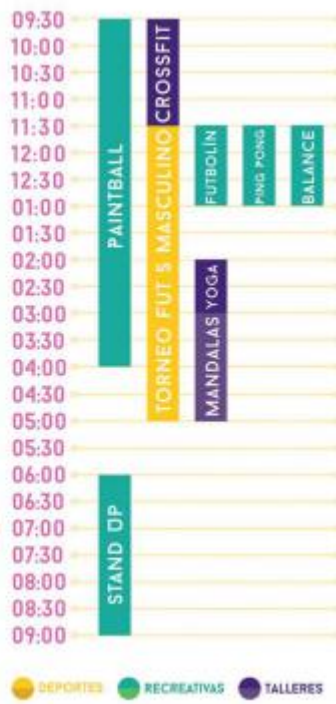 09:30
10:00
10:30
11:00
11:30
12:00
12:30
01:00
01:30
02:00
02:30
03:00
03:30
04:00
04:30
05:00
05:30
06:00
06:30
07:00
07:30
08:00
08:30
09:00
PAINTBALL
STAND UP
CROSSFIT
TORNEO FUT 5 MASCULINO
FUTBOLÍN
PING PONG
BALANCE
YOGA
MANDALAS
DEPORTES
RECREATIVAS
TALLERES